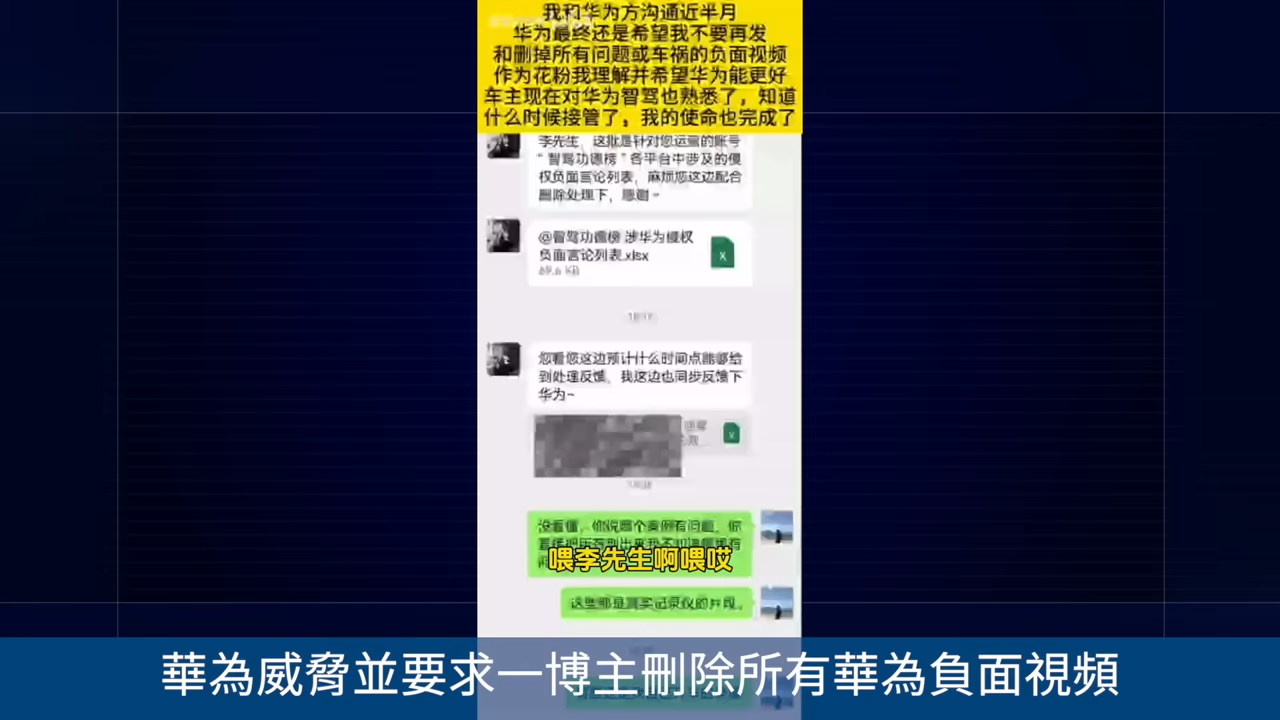 我和华为方沟通近半月
华为最终还是希望我不要再发
和删掉所有问题或车祸的负面视频
作为花粉我理解并希望华为能更好
车主现在对华为智驾也熟悉了，知道
什么时候接管了，我的使命也完成了
李先生，这批是针对您运营的账号
“智驾功德榜”各平台中涉及的侵
权负面言论列表，麻烦您这边配合
删除处理下，感谢~
@智驾功德榜 涉华为侵权
负面言论列表.xlsx
69.6 KB
您看您这边预计什么时间点能够给
到处理反馈，我这边也同步反馈下
华为~
没看懂，你说哪个案例有问题，你
喂李先生啊喂哎
这些都是真实记录仪的片段，
華為威脅並要求一博主刪除所有華為負面視頻